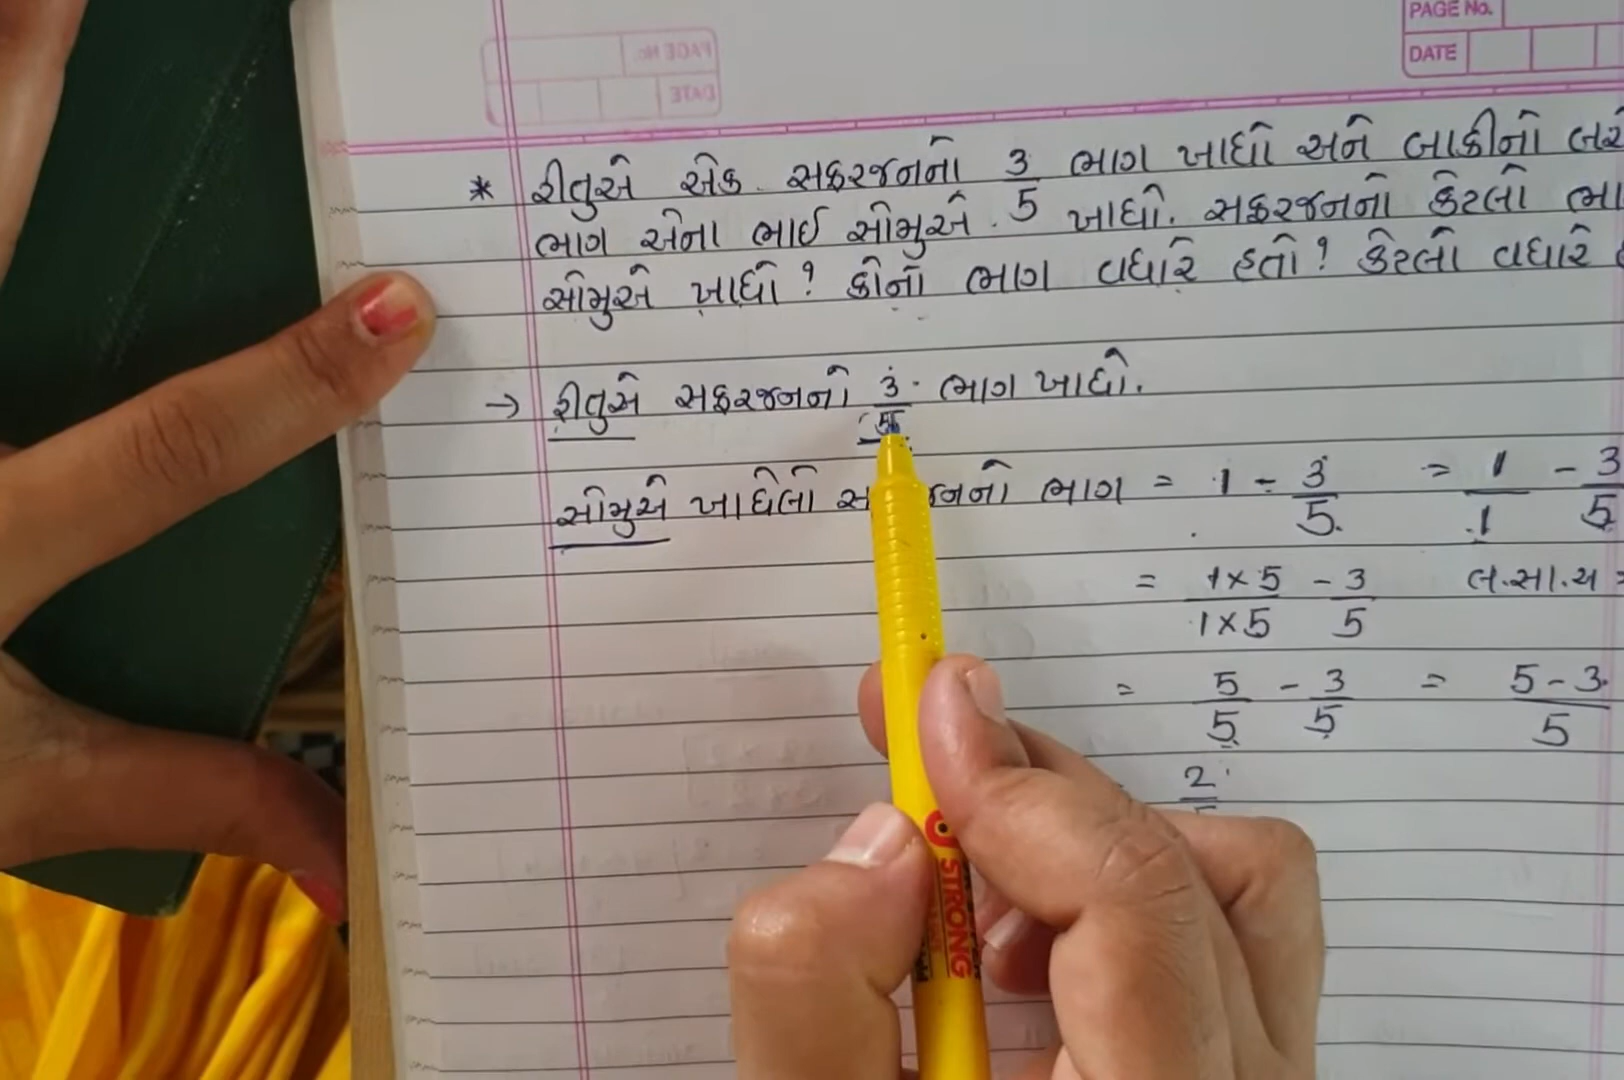 PAGE No.
DATE
* રીતુએ એક સફરજનનો 3/5 ભાગ ખાધો અને બાકીનો
ભાગ એના ભાઈ સોમુએ ખાધો. સફરજનનો કેટલો
સોમુએ ખાધો? કોનો ભાગ વધારે હતો? કેટલો વધારે
→ રીતુએ સફરજનનો 3/5 ભાગ ખાધો.
સોમુએ ખાધેલો ભાગ = 1 - 3/5 = 1/1 - 3/5
= 1×5/1×5 - 3/5 લ.સા.અ =
= 5/5 - 3/5 = 5-3/5
2
STRONG